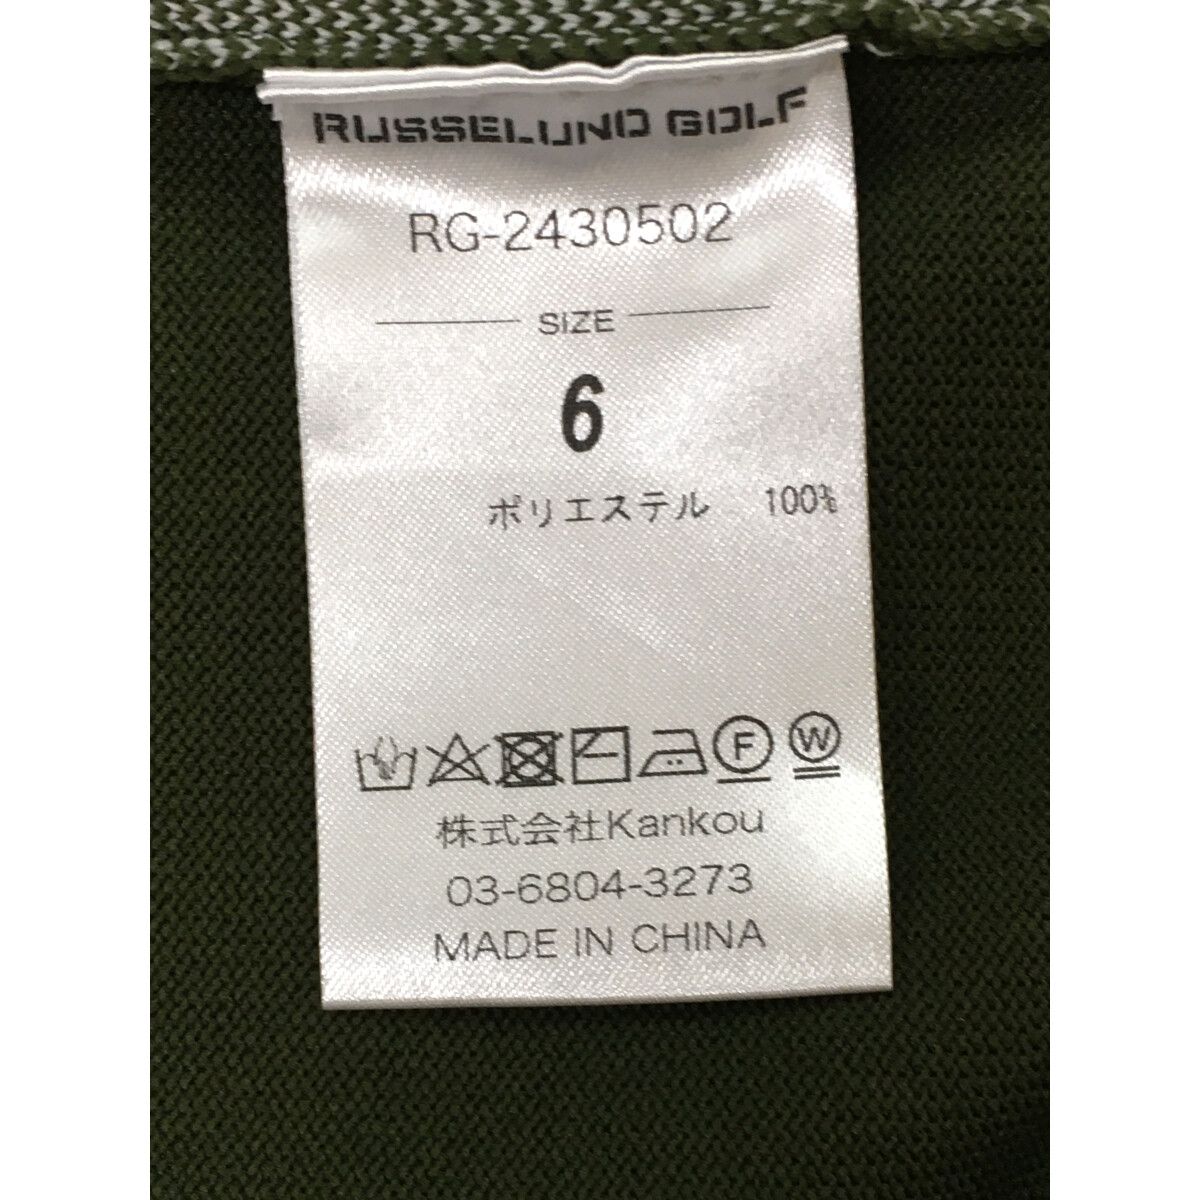 RUSSELUNO GOLF
RG-2430502
SIZE
6
ポリエステル 100%
F W
株式会社Kankou
03-6804-3273
MADE IN CHINA